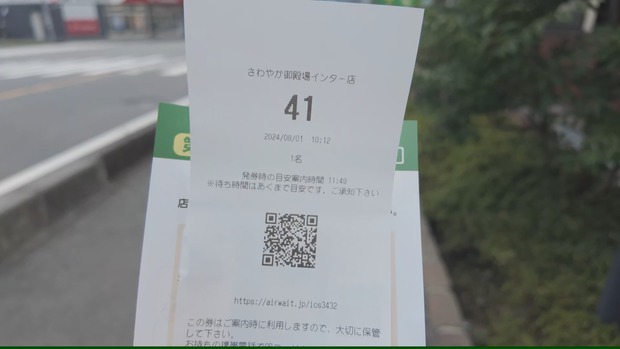 さわやか御殿場インター店
41
2024/08/01 10:12
1名
発券時の目安案内時間 11:49
※待ち時間はあくまで目安です。ご承知下さい
店
https://airwait.jp/ics3432
この券はご案内時に利用しますので、大切に保管
して下さい。